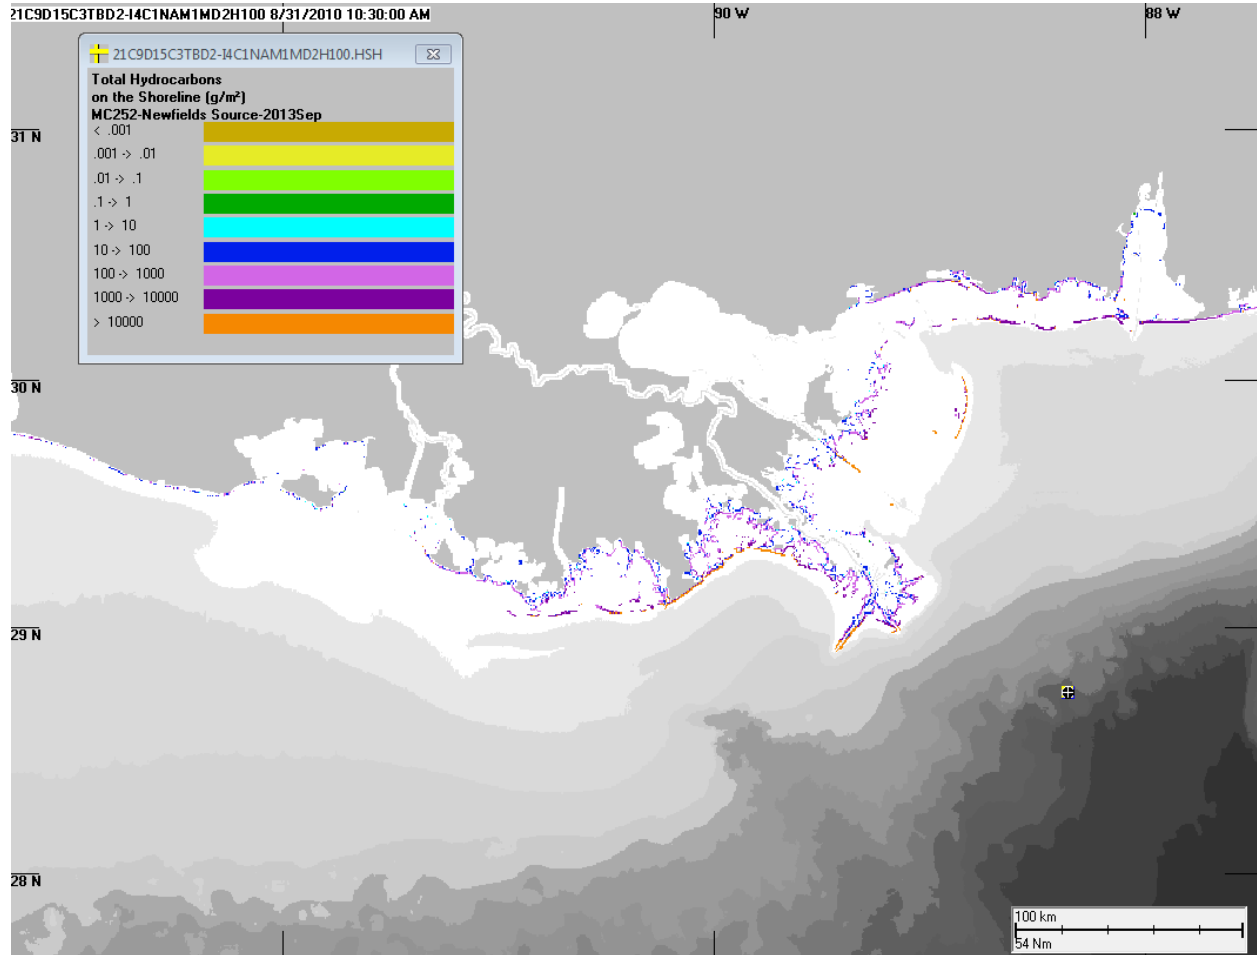 21C9D15C3TBD2-I4C1NAM1MD2H100 8/31/2010 10:30:00 AM
90 W
88 W
21C9D15C3TBD2-I4C1NAM1MD2H100.HSH
Total Hydrocarbons
on the Shoreline (g/m²)
MC252-Newfields Source-2013Sep
< .001
.001 -> .01
.01 -> .1
.1 -> 1
1 -> 10
10 -> 100
100 -> 1000
1000 -> 10000
> 10000
31 N
30 N
29 N
28 N
100 km
54 Nm